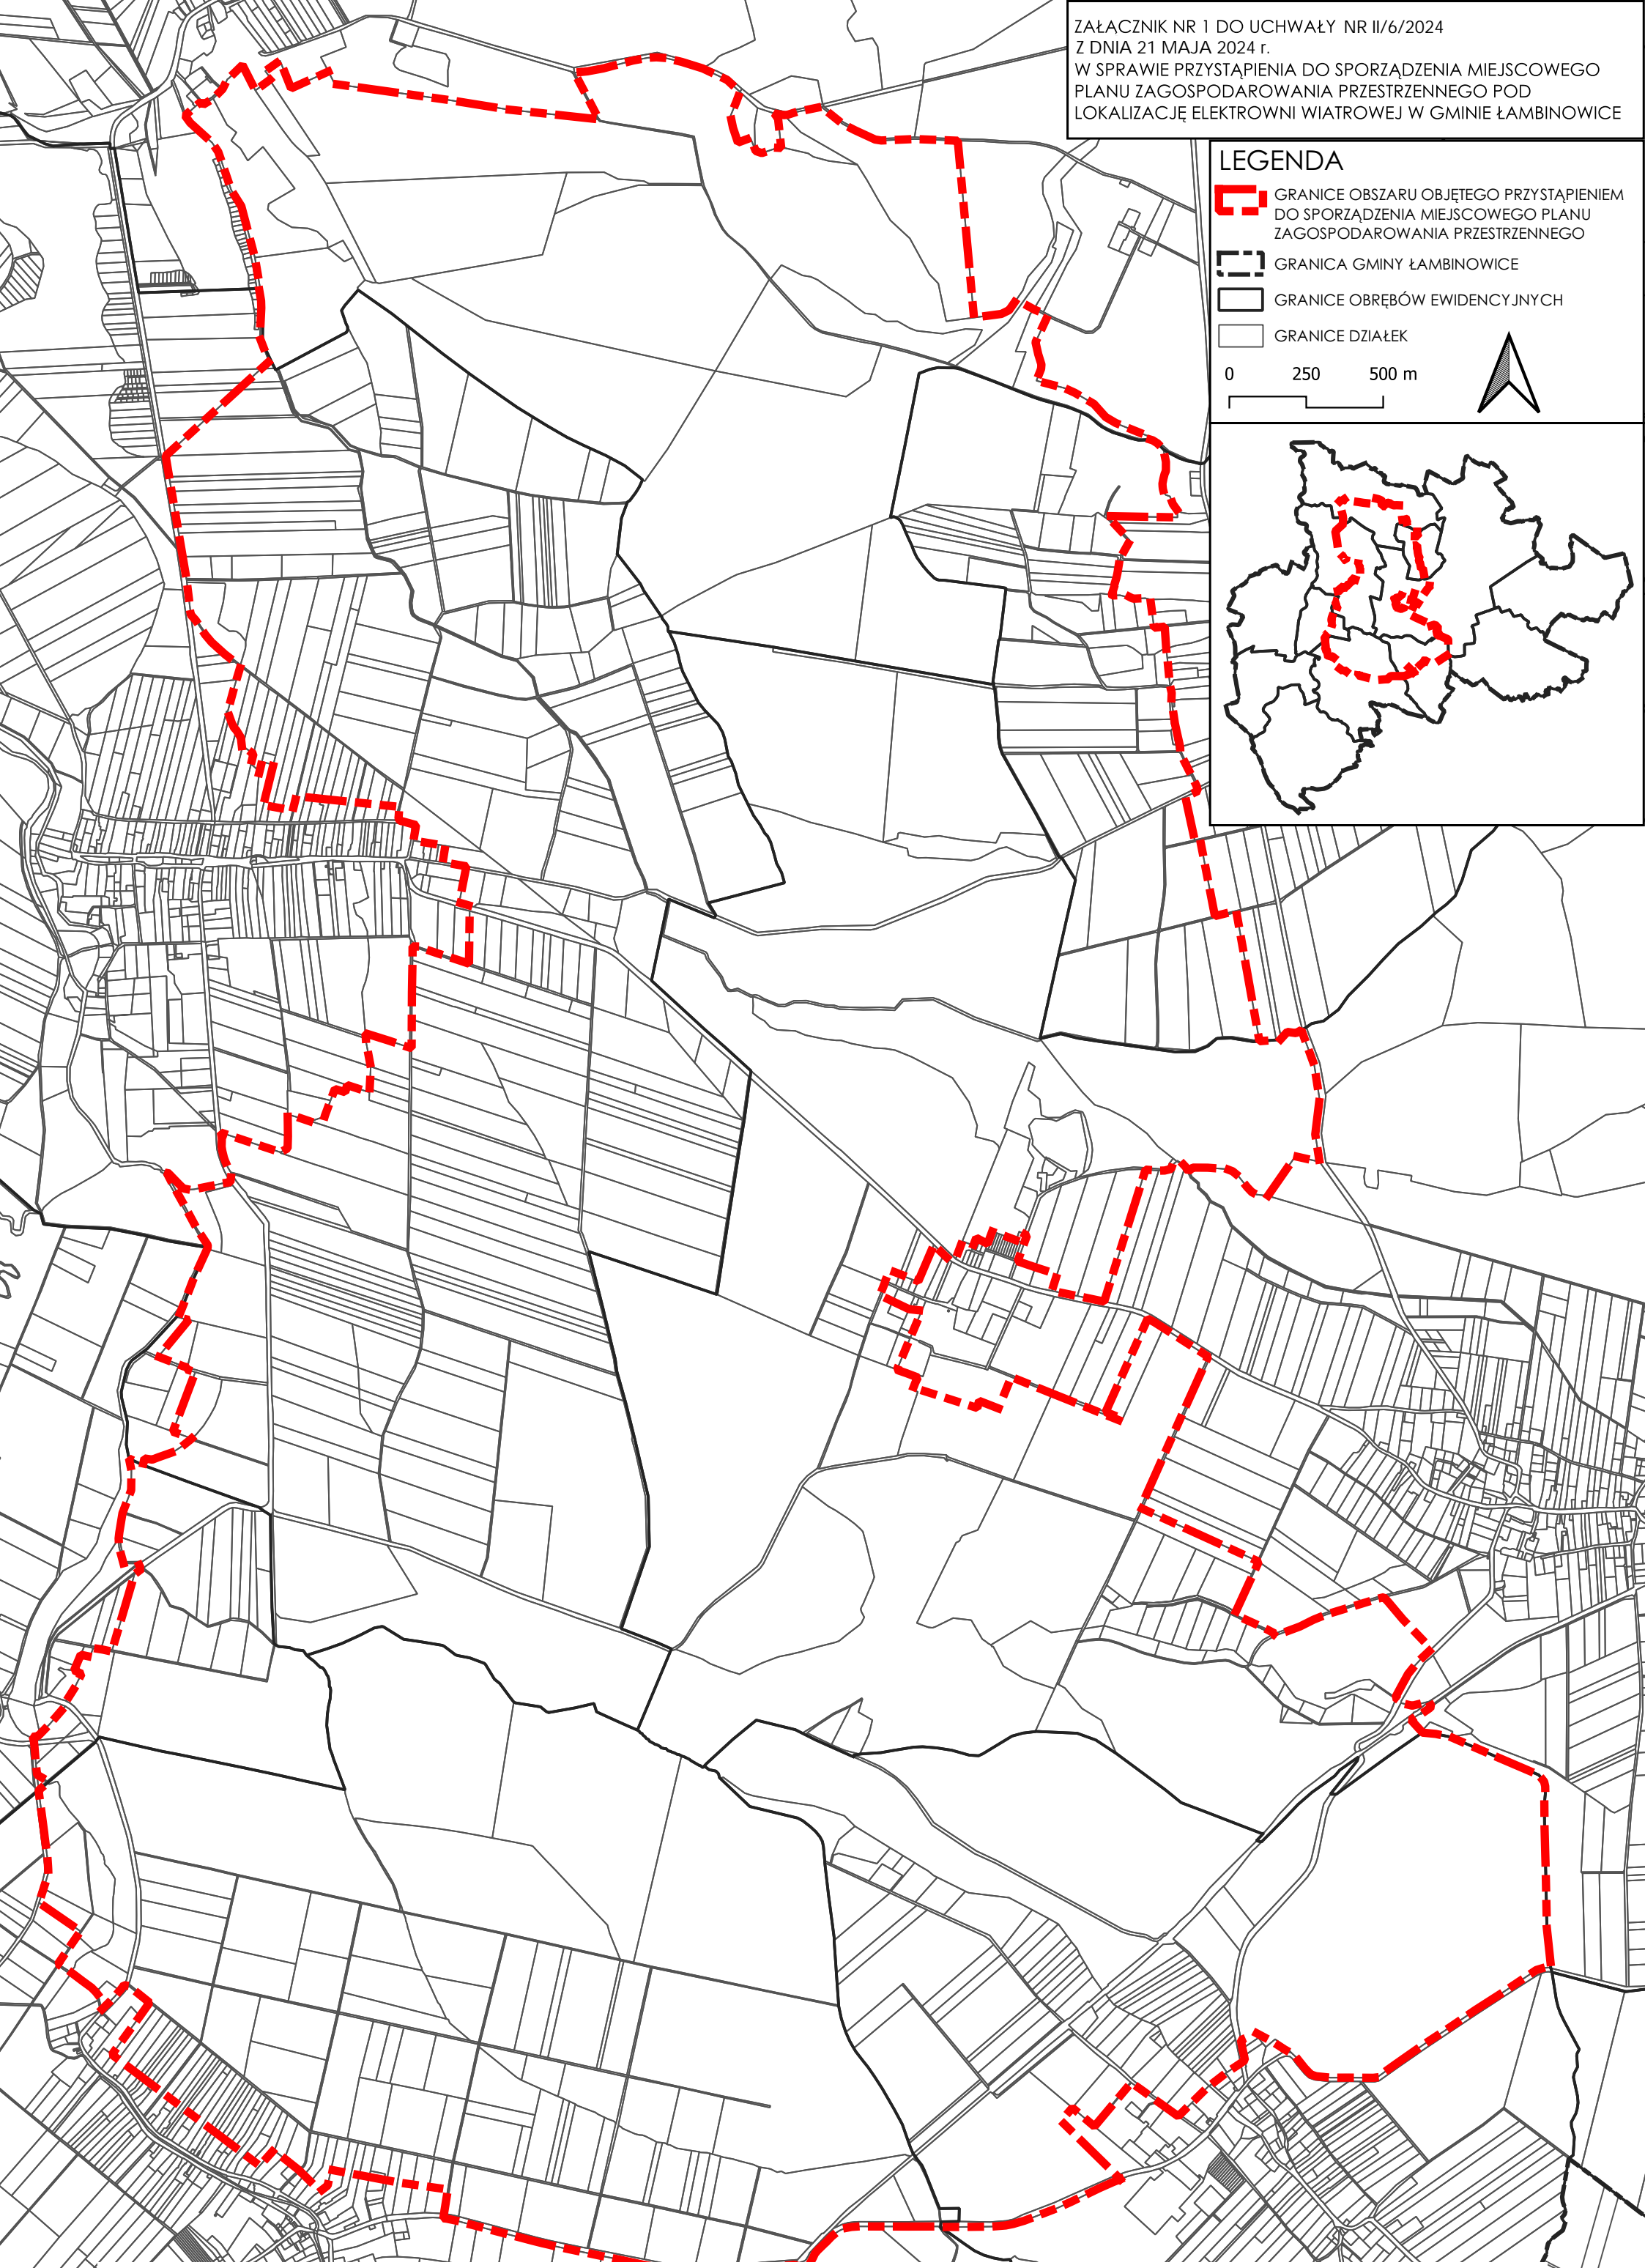 ZAŁĄCZNIK NR 1 DO UCHWAŁY NR II/6/2024
Z DNIA 21 MAJA 2024 r.
W SPRAWIE PRZYSTĄPIENIA DO SPORZĄDZENIA MIEJSCOWEGO
PLANU ZAGOSPODAROWANIA PRZESTRZENNEGO POD
LOKALIZACJĘ ELEKTROWNI WIATROWEJ W GMINIE ŁAMBINOWICE
LEGENDA
GRANICE OBSZARU OBJĘTEGO PRZYSTĄPIENIEM
DO SPORZĄDZENIA MIEJSCOWEGO PLANU
ZAGOSPODAROWANIA PRZESTRZENNEGO
GRANICA GMINY ŁAMBINOWICE
GRANICE OBRĘBÓW EWIDENCYJNYCH
GRANICE DZIAŁEK
0 250 500 m